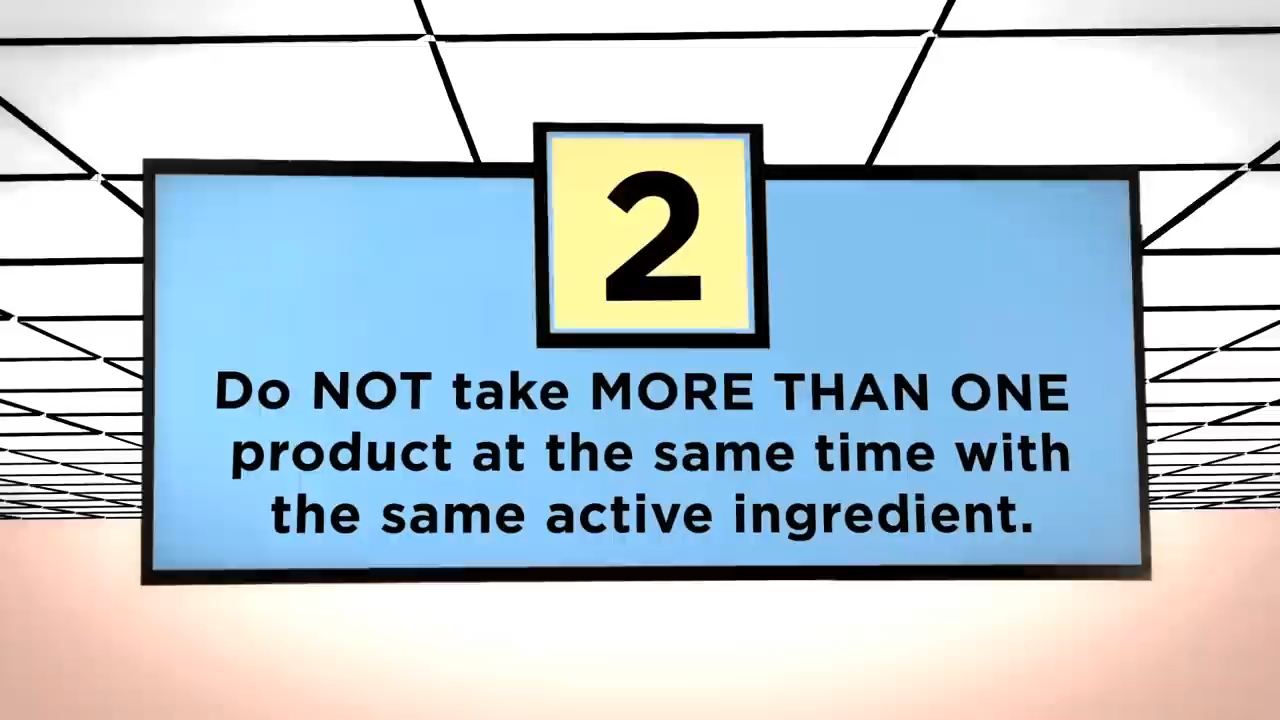 2
Do NOT take MORE THAN ONE
product at the same time with
the same active ingredient.